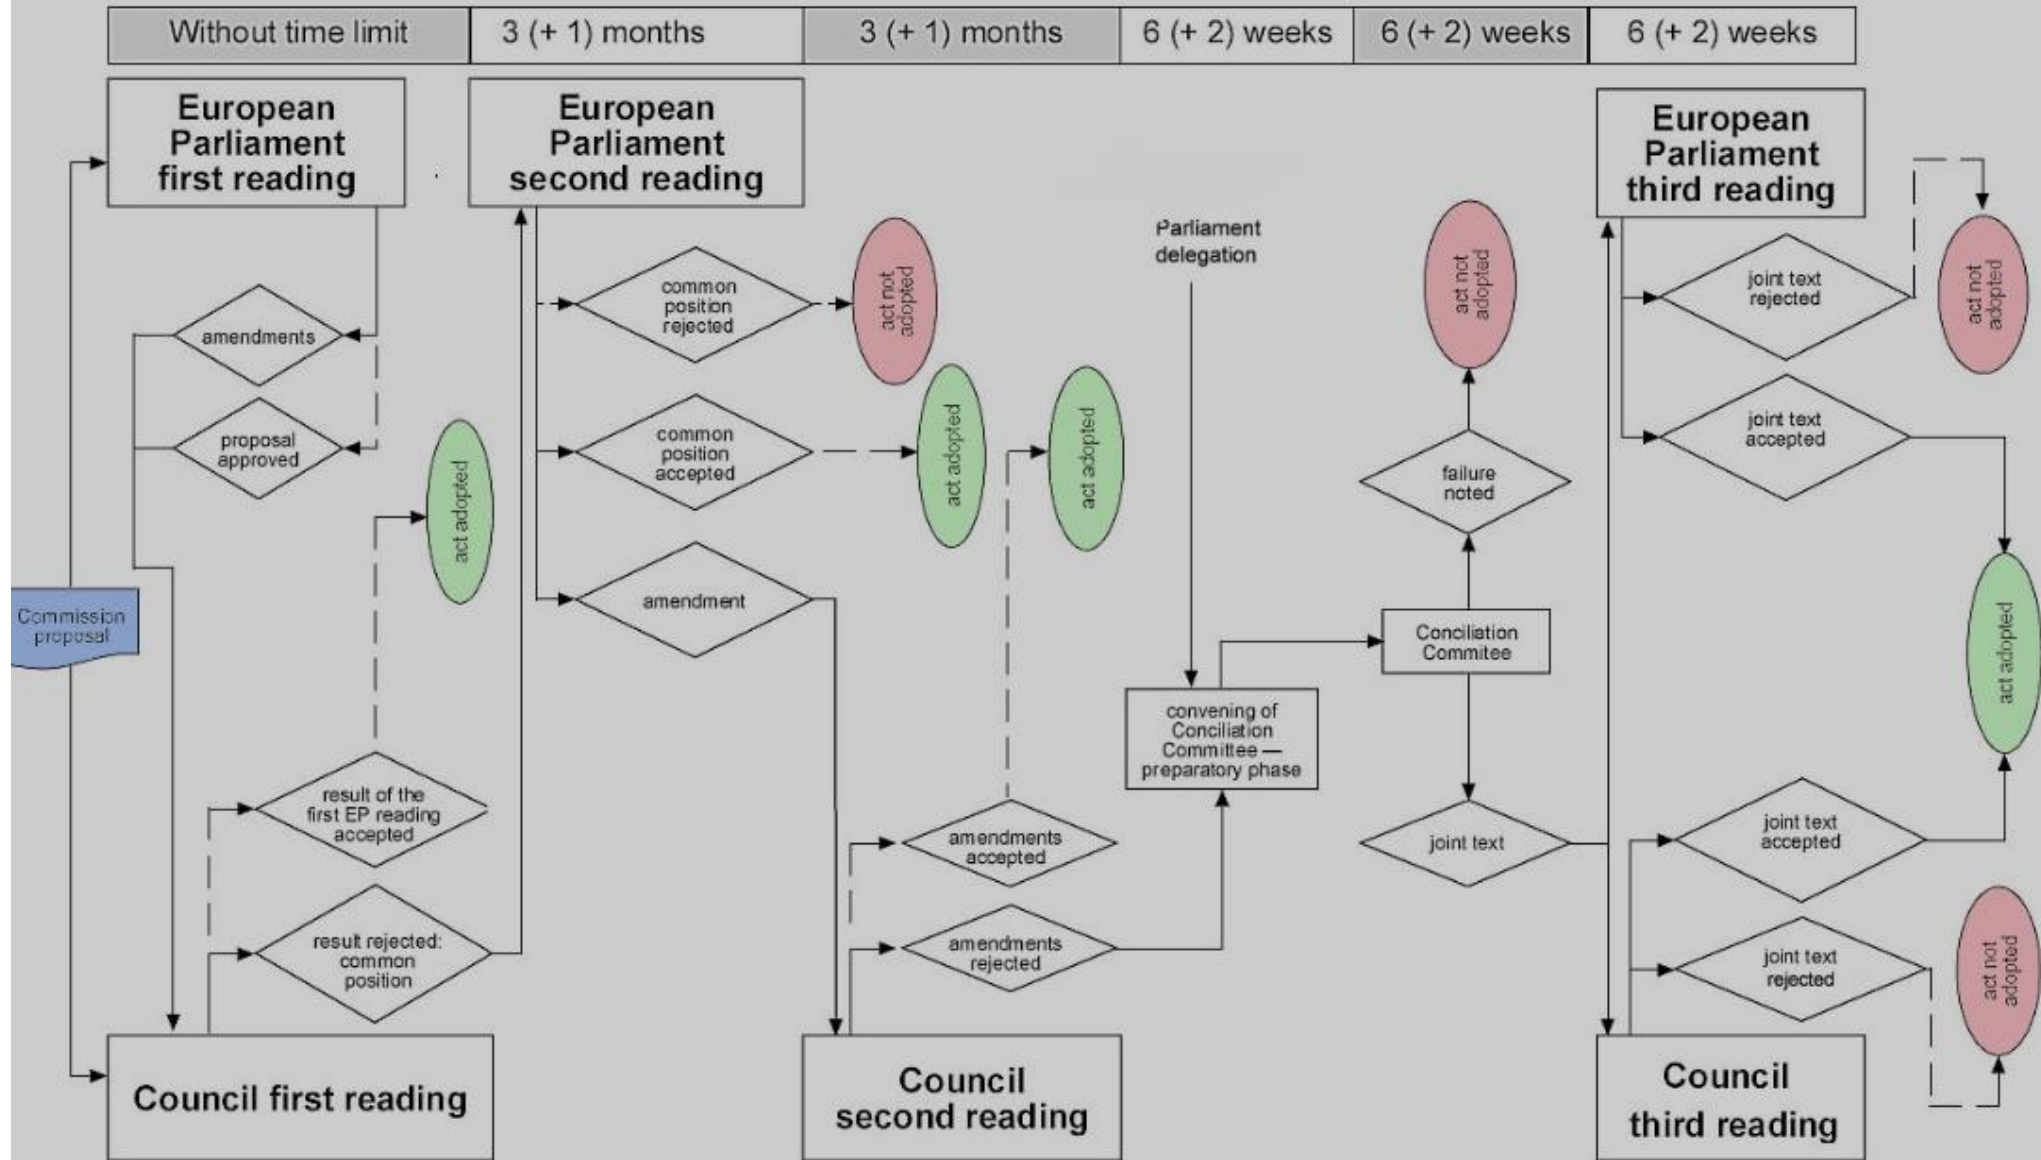 Without time limit
3 (+ 1) months
3 (+ 1) months
6 (+ 2) weeks
6 (+ 2) weeks
6 (+ 2) weeks
European
Parliament
first reading
European
Parliament
second reading
European
Parliament
third reading
amendments
proposal
approved
act adopted
Commission
proposal
result of the
first EP reading
accepted
result rejected:
common
position
Council first reading
common
position
rejected
act not
adopted
common
position
accepted
act adopted
act adopted
amendment
amendments
accepted
amendments
rejected
Council
second reading
Parliament
delegation
convening of
Conciliation
Committee —
preparatory phase
act not
adopted
failure
noted
Conciliation
Commitee
joint text
joint text
rejected
act not
adopted
joint text
accepted
act adopted
joint text
accepted
joint text
rejected
act not
adopted
Council
third reading